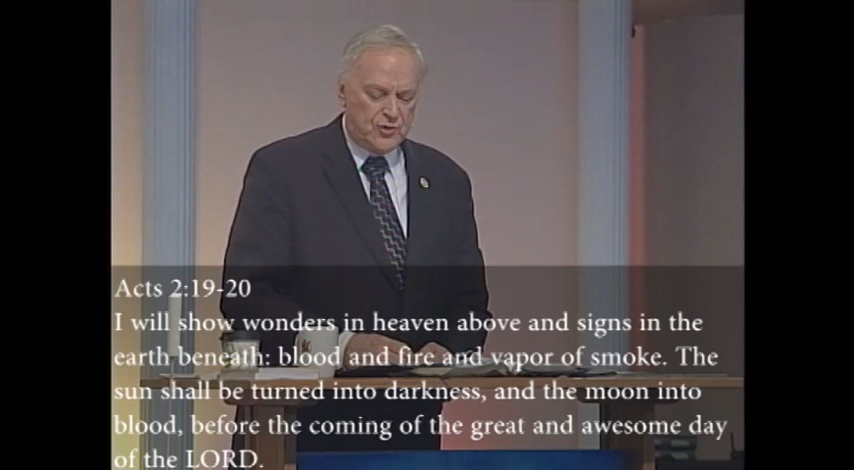 Acts 2:19-20
I will show wonders in heaven above and signs in the
earth beneath: blood and fire and vapor of smoke. The
sun shall be turned into darkness, and the moon into
blood, before the coming of the great and awesome day
of the LORD.